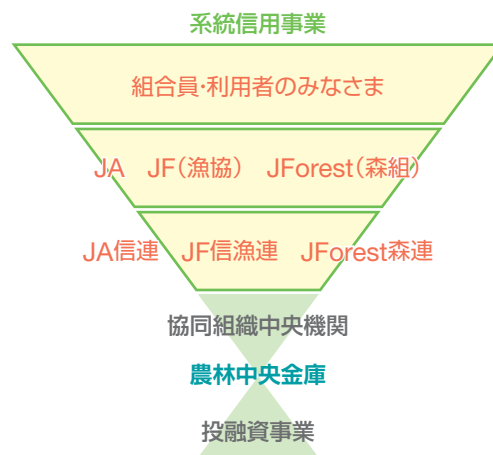 系統信用事業
組合員・利用者のみなさま
JA　JF（漁協）　JForest（森組）
JA信連　JF信漁連　JForest森連
協同組織中央機関
農林中央金庫
投融資事業